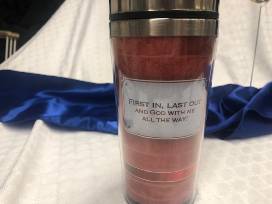 FIRST IN, LAST OUT
AND GOD WITH ME
ALL THE WAY!